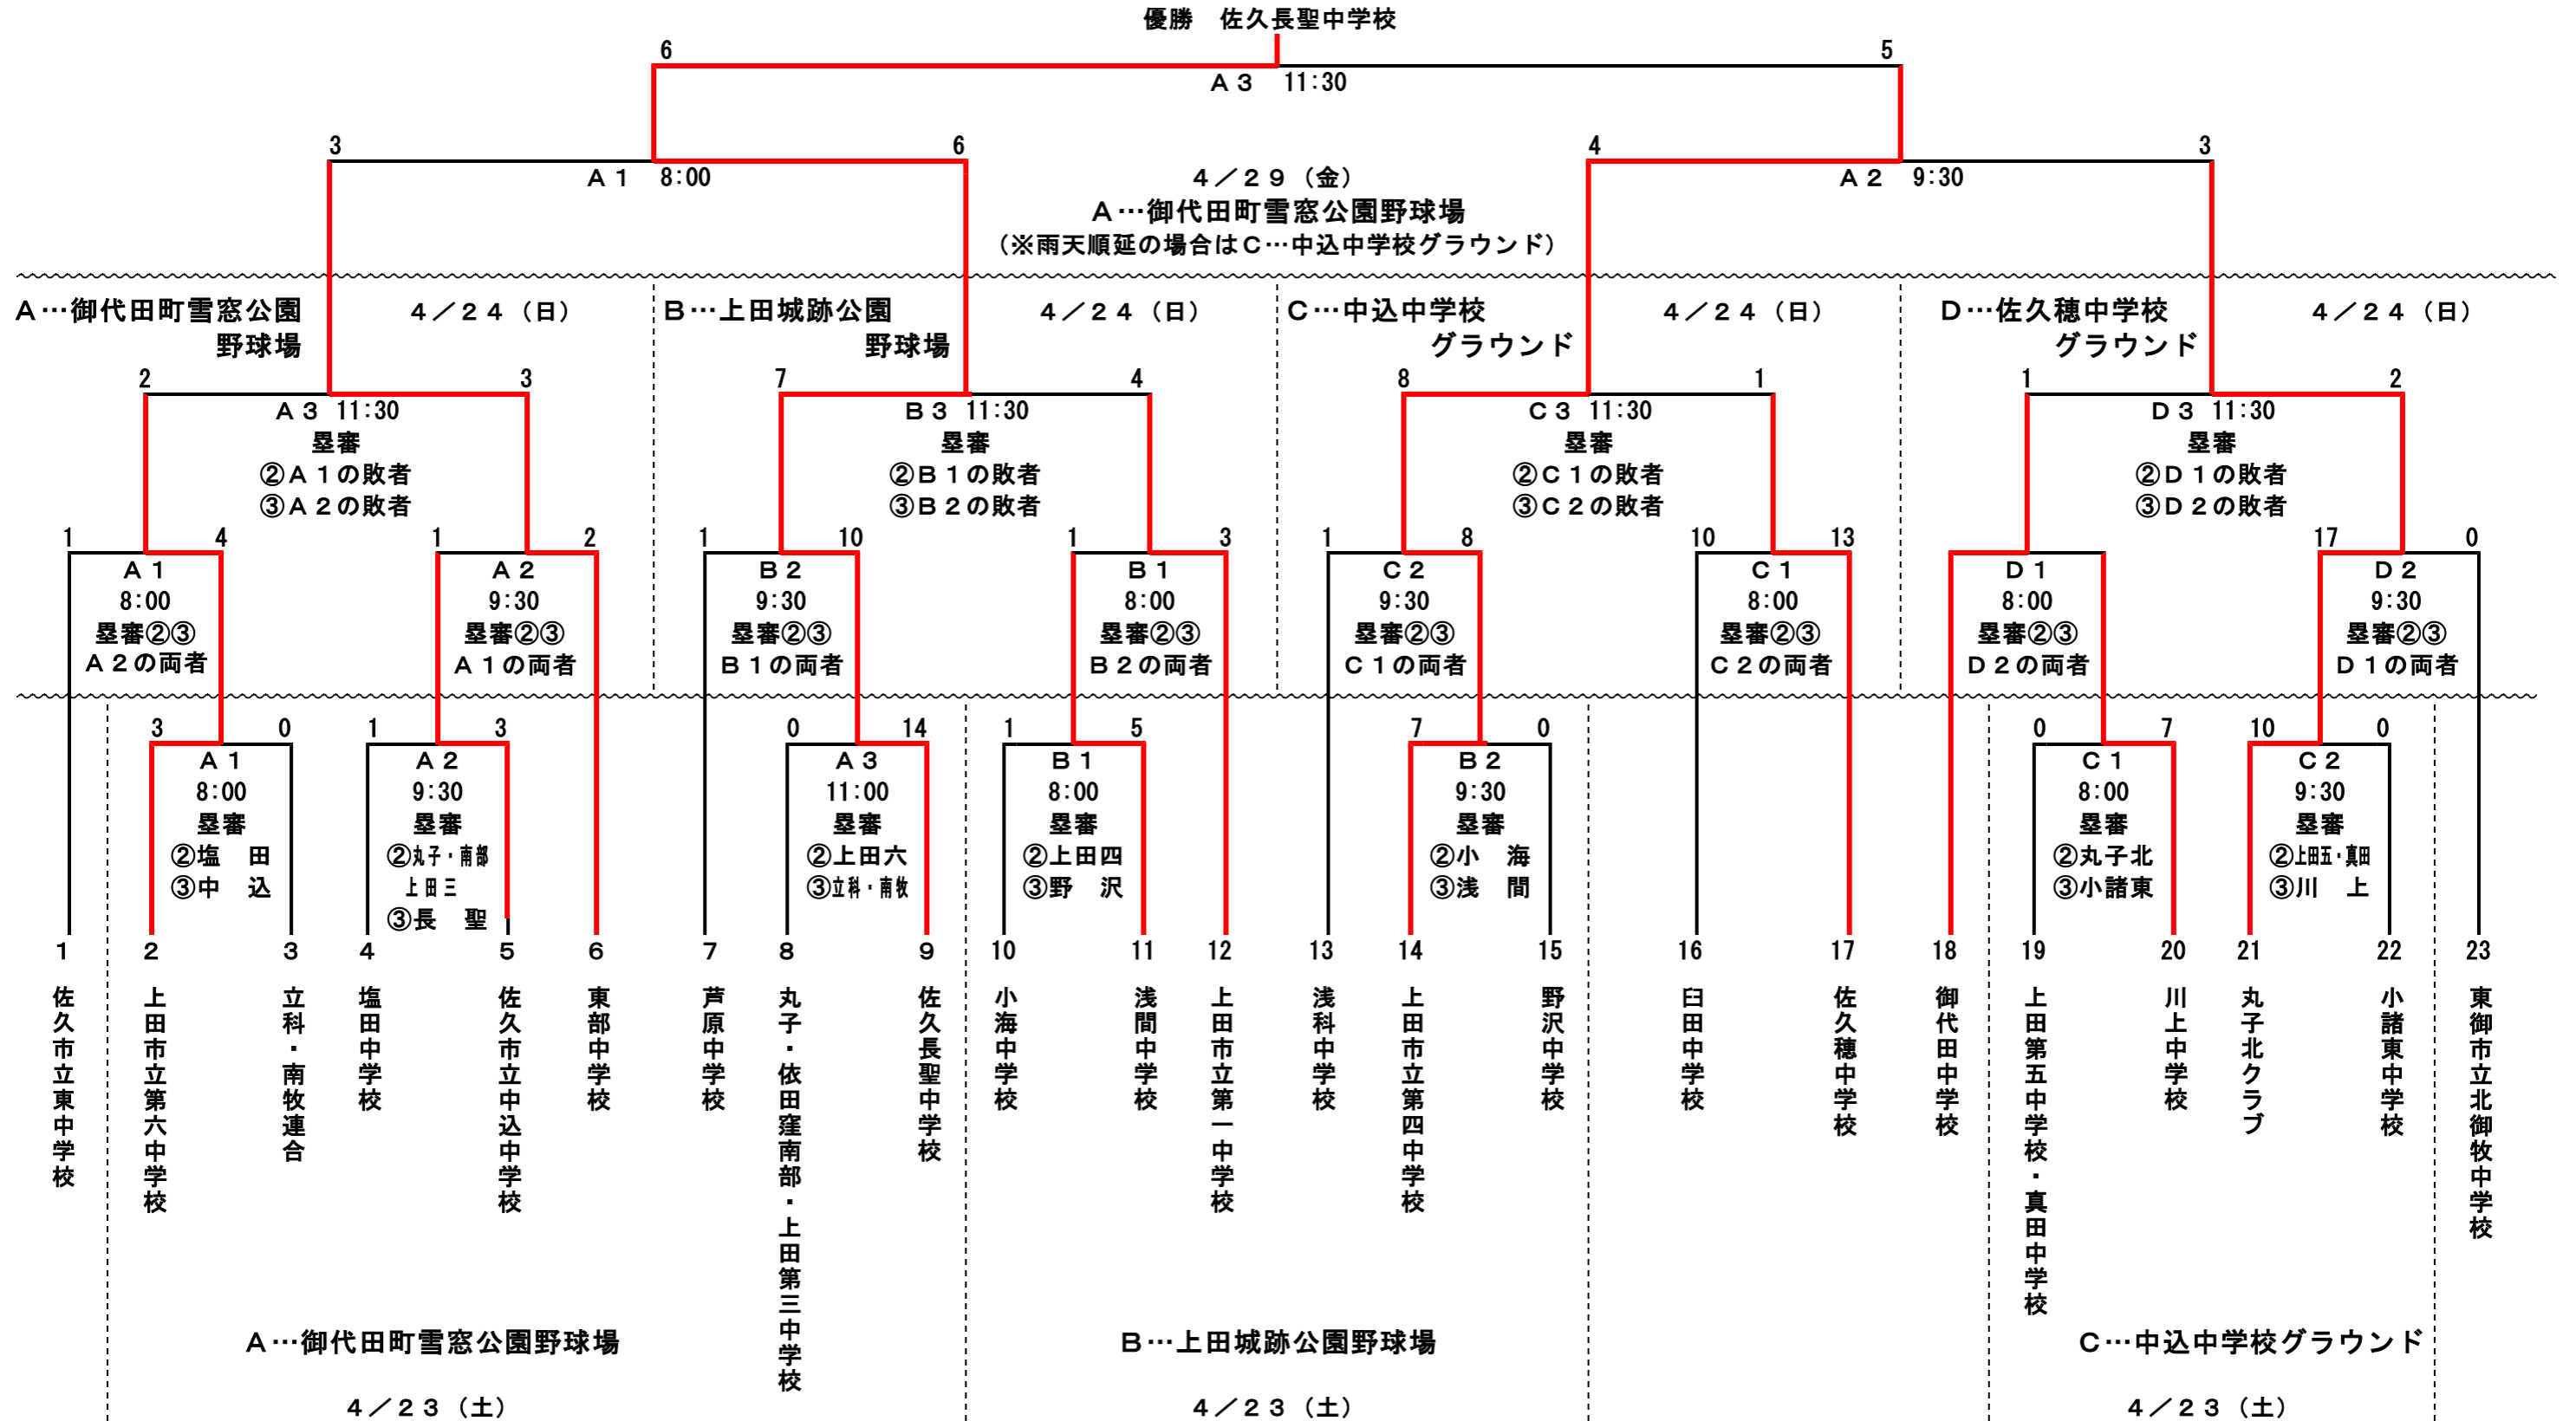 優勝　佐久長聖中学校
6　5
Ａ３　11:30
3　6　4　3
Ａ１　8:00　４／２９（金）　Ａ２　9:30
Ａ…御代田町雪窓公園野球場
（※雨天順延の場合はＣ…中込中学校グラウンド）
Ａ…御代田町雪窓公園　４／２４（日）　Ｂ…上田城跡公園　４／２４（日）　Ｃ…中込中学校　４／２４（日）　Ｄ…佐久穂中学校　４／２４（日）
野球場　野球場　グラウンド　グラウンド
2　3　7　4　8　1　1　2
Ａ３ 11:30　Ｂ３ 11:30　Ｃ３ 11:30　Ｄ３ 11:30
塁審　塁審　塁審　塁審
②Ａ１の敗者　②Ｂ１の敗者　②Ｃ１の敗者　②Ｄ１の敗者
③Ａ２の敗者　③Ｂ２の敗者　③Ｃ２の敗者　③Ｄ２の敗者
1　4　1　2　1　10　1　3　1　8　10　13　17　0
Ａ１　Ａ２　Ｂ２　Ｂ１　Ｃ２　Ｃ１　Ｄ１　Ｄ２
8:00　9:30　9:30　8:00　9:30　8:00　8:00　9:30
塁審②③　塁審②③　塁審②③　塁審②③　塁審②③　塁審②③　塁審②③　塁審②③
Ａ２の両者　Ａ１の両者　Ｂ１の両者　Ｂ２の両者　Ｃ１の両者　Ｃ２の両者　Ｄ２の両者　Ｄ１の両者
3　0　1　3　0　14　1　5　7　0　0　7　10　0
Ａ１　Ａ２　Ａ３　Ｂ１　Ｂ２　Ｃ１　Ｃ２
8:00　9:30　11:00　8:00　9:30　8:00　9:30
塁審　塁審　塁審　塁審　塁審　塁審　塁審
②塩　田　②丸子・南部　②上田六　②上田四　②小　海　②丸子北　②上田五・真田
③中　込　上田三　③立科・南牧　③野　沢　③浅　間　③小諸東　③川　上
③長　聖
1　2　3　4　5　6　7　8　9　10　11　12　13　14　15　16　17　18　19　20　21　22　23
佐久市立東中学校
上田市立第六中学校
立科・南牧連合
塩田中学校
佐久市立中込中学校
東部中学校
芦原中学校
丸子・依田窪南部・上田第三中学校
佐久長聖中学校
小海中学校
浅間中学校
上田市立第一中学校
浅科中学校
上田市立第四中学校
野沢中学校
臼田中学校
佐久穂中学校
御代田中学校
上田第五中学校・真田中学校
川上中学校
丸子北クラブ
小諸東中学校
東御市立北御牧中学校
Ａ…御代田町雪窓公園野球場　Ｂ…上田城跡公園野球場　Ｃ…中込中学校グラウンド
４／２３（土）　４／２３（土）　４／２３（土）